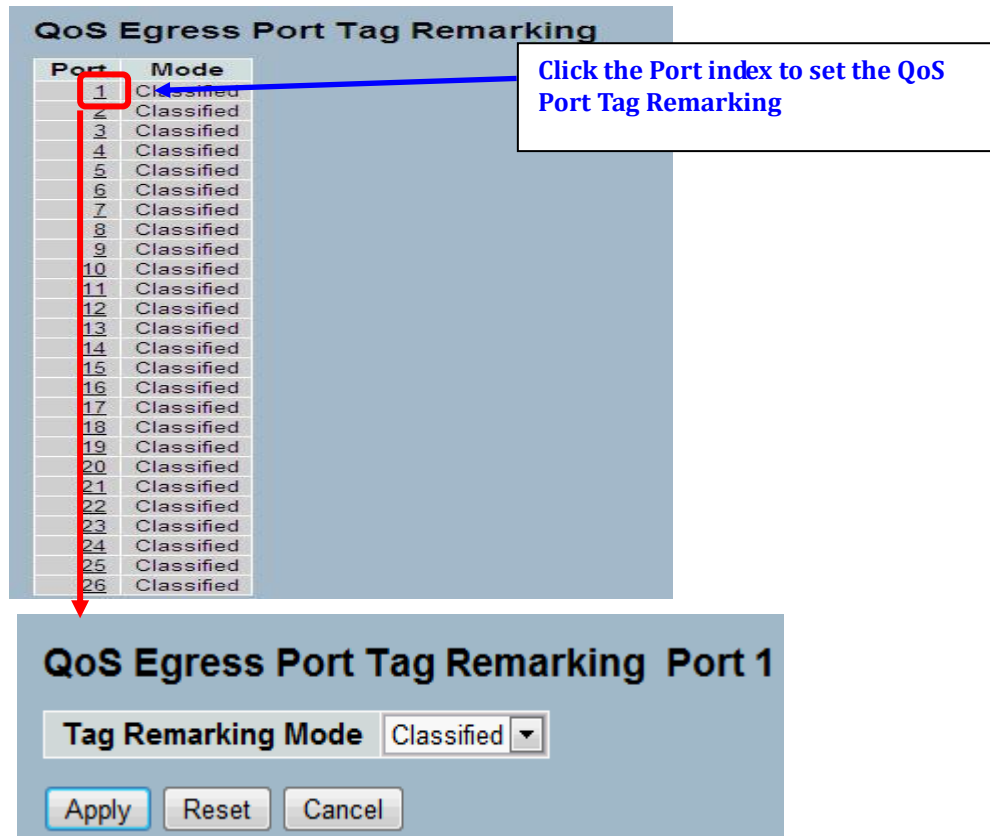 QoS Egress Port Tag Remarking
Port Mode
Click the Port index to set the QoS
Port Tag Remarking
1 Classified
2 Classified
3 Classified
4 Classified
5 Classified
6 Classified
7 Classified
8 Classified
9 Classified
10 Classified
11 Classified
12 Classified
13 Classified
14 Classified
15 Classified
16 Classified
17 Classified
18 Classified
19 Classified
20 Classified
21 Classified
22 Classified
23 Classified
24 Classified
25 Classified
26 Classified
QoS Egress Port Tag Remarking Port 1
Tag Remarking Mode Classified
Apply Reset Cancel